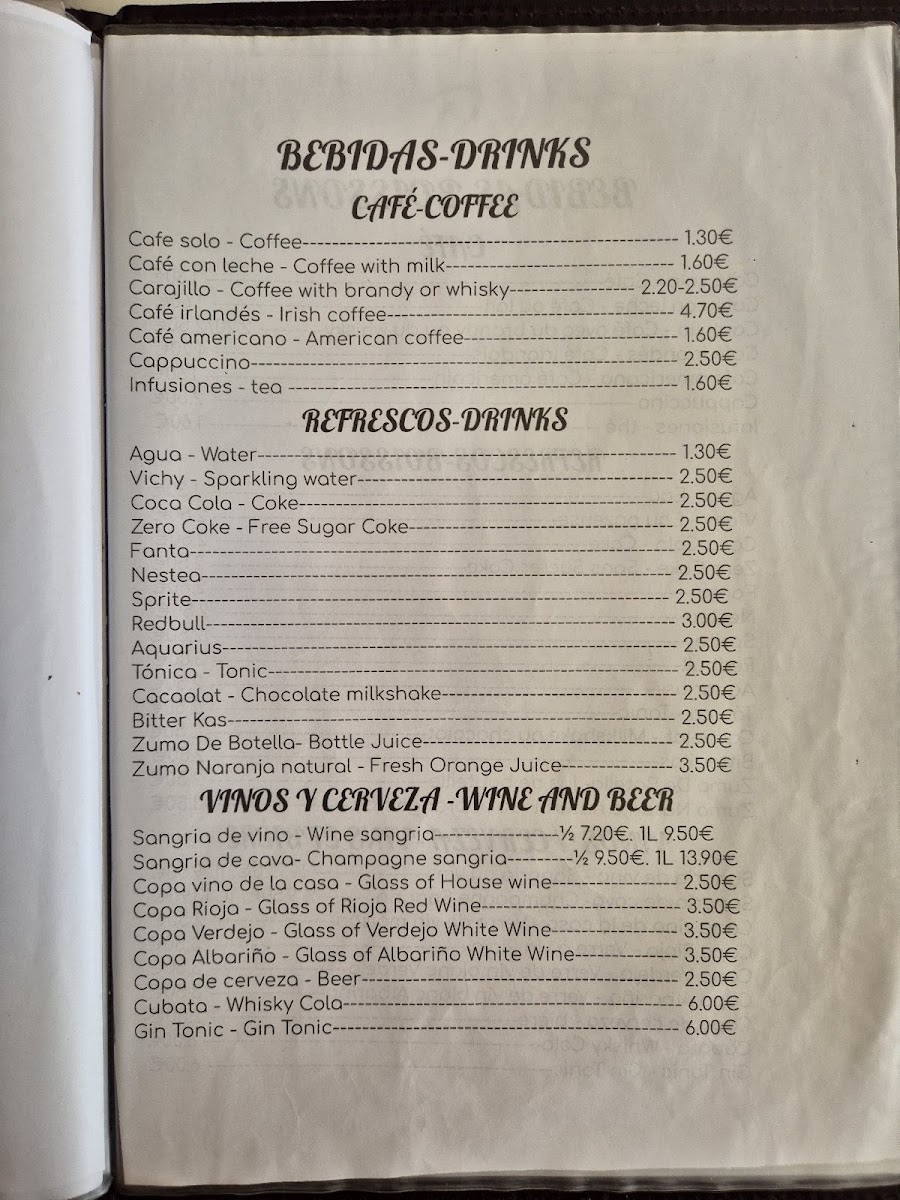 BEBIDAS-DRINKS
CAFÉ-COFFEE
Cafe solo - Coffee--------------------------------------------------- 1.30€
Café con leche - Coffee with milk------------------------------- 1.60€
Carajillo - Coffee with brandy or whisky----------------- 2.20-2.50€
Café irlandés - Irish coffee--------------------------------------- 4.70€
Café americano - American coffee----------------------------- 1.60€
Cappuccino---------------------------------------------------------- 2.50€
Infusiones - tea ----------------------------------------------------- 1.60€
REFRESCOS-DRINKS
Agua - Water--------------------------------------------------------- 1.30€
Vichy - Sparkling water------------------------------------------- 2.50€
Coca Cola - Coke--------------------------------------------------- 2.50€
Zero Coke - Free Sugar Coke------------------------------------ 2.50€
Fanta------------------------------------------------------------------ 2.50€
Nestea---------------------------------------------------------------- 2.50€
Sprite----------------------------------------------------------------- 2.50€
Redbull---------------------------------------------------------------- 3.00€
Aquarius-------------------------------------------------------------- 2.50€
Tónica - Tonic-------------------------------------------------------- 2.50€
Cacaolat - Chocolate milkshake-------------------------------- 2.50€
Bitter Kas------------------------------------------------------------- 2.50€
Zumo De Botella- Bottle Juice---------------------------------- 2.50€
Zumo Naranja natural - Fresh Orange Juice--------------- 3.50€
VINOS Y CERVEZA -WINE AND BEER
Sangria de vino - Wine sangria-----------------½ 7.20€. 1L 9.50€
Sangria de cava- Champagne sangria---------½ 9.50€. 1L 13.90€
Copa vino de la casa - Glass of House wine----------------- 2.50€
Copa Rioja - Glass of Rioja Red Wine--------------------------- 3.50€
Copa Verdejo - Glass of Verdejo White Wine----------------- 3.50€
Copa Albariño - Glass of Albariño White Wine-------------- 3.50€
Copa de cerveza - Beer------------------------------------------- 2.50€
Cubata - Whisky Cola---------------------------------------------- 6.00€
Gin Tonic - Gin Tonic----------------------------------------------- 6.00€